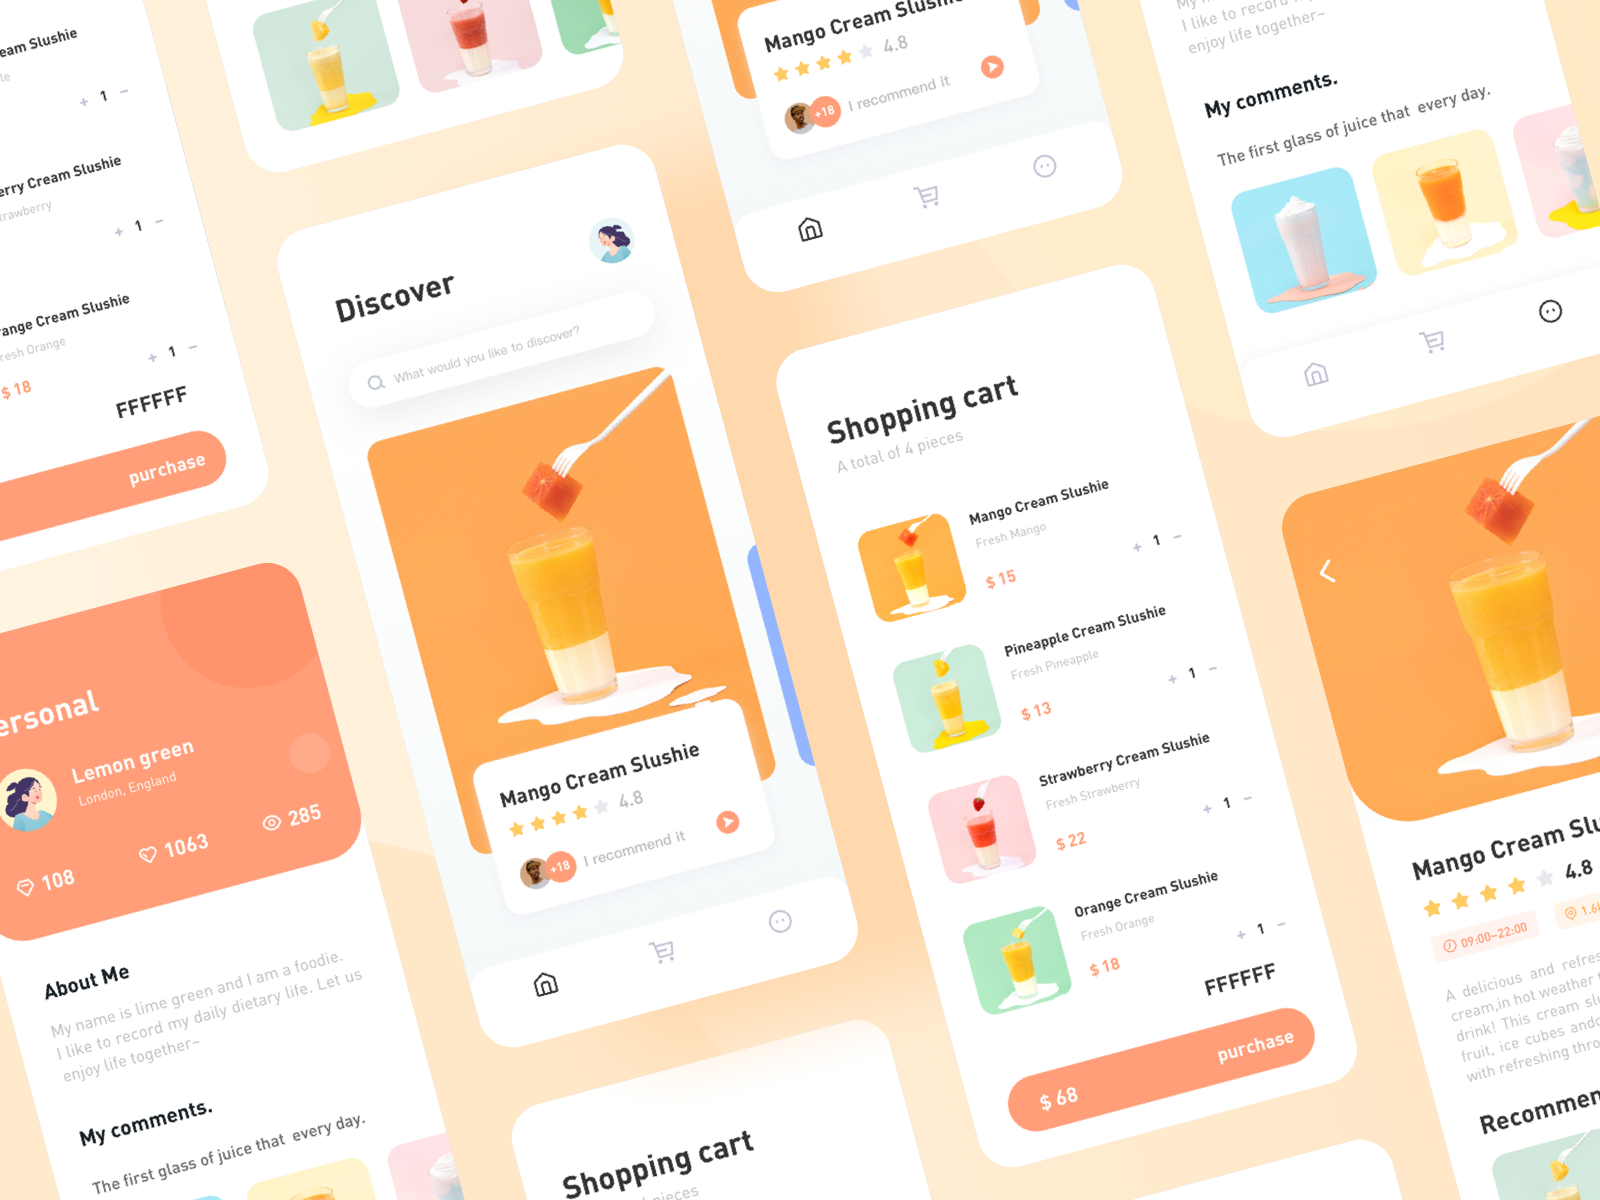 eam Slushie
le
+ 1 −
erry Cream Slushie
trawberry
+ 1 −
ange Cream Slushie
resh Orange
$ 18
+ 1 −
FFFFFF
purchase
ersonal
Lemon green
London, England
108
1063
285
About Me
My name is lime green and I am a foodie.
I like to record my daily dietary life. Let us
enjoy life together~
My comments.
The first glass of juice that every day.
Discover
What would you like to discover?
Mango Cream Slushie
4.8
+18
I recommend it
Shopping cart
pieces
Mango Cream Slushie
4.8
+18
I recommend it
Shopping cart
A total of 4 pieces
Mango Cream Slushie
Fresh Mango
$ 15
+ 1 −
Pineapple Cream Slushie
Fresh Pineapple
$ 13
+ 1 −
Strawberry Cream Slushie
Fresh Strawberry
$ 22
+ 1 −
Orange Cream Slushie
Fresh Orange
$ 18
+ 1 −
FFFFFF
$ 68
purchase
I like to record
enjoy life together~
My comments.
The first glass of juice that every day.
Mango Cream Slu
4.8
09:00-22:00
1.6
A delicious and refres
cream,in hot weather
drink! This cream slu
fruit, ice cubes andc
with refreshing thro
Recommen